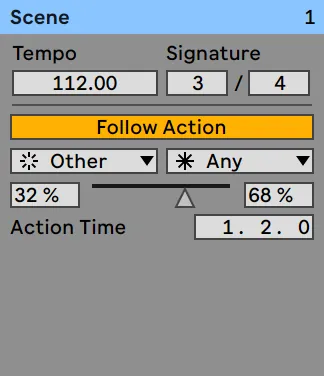 Scene 1
Tempo Signature
112.00 3 / 4
Follow Action
Other Any
32 % 68 %
Action Time 1. 2. 0